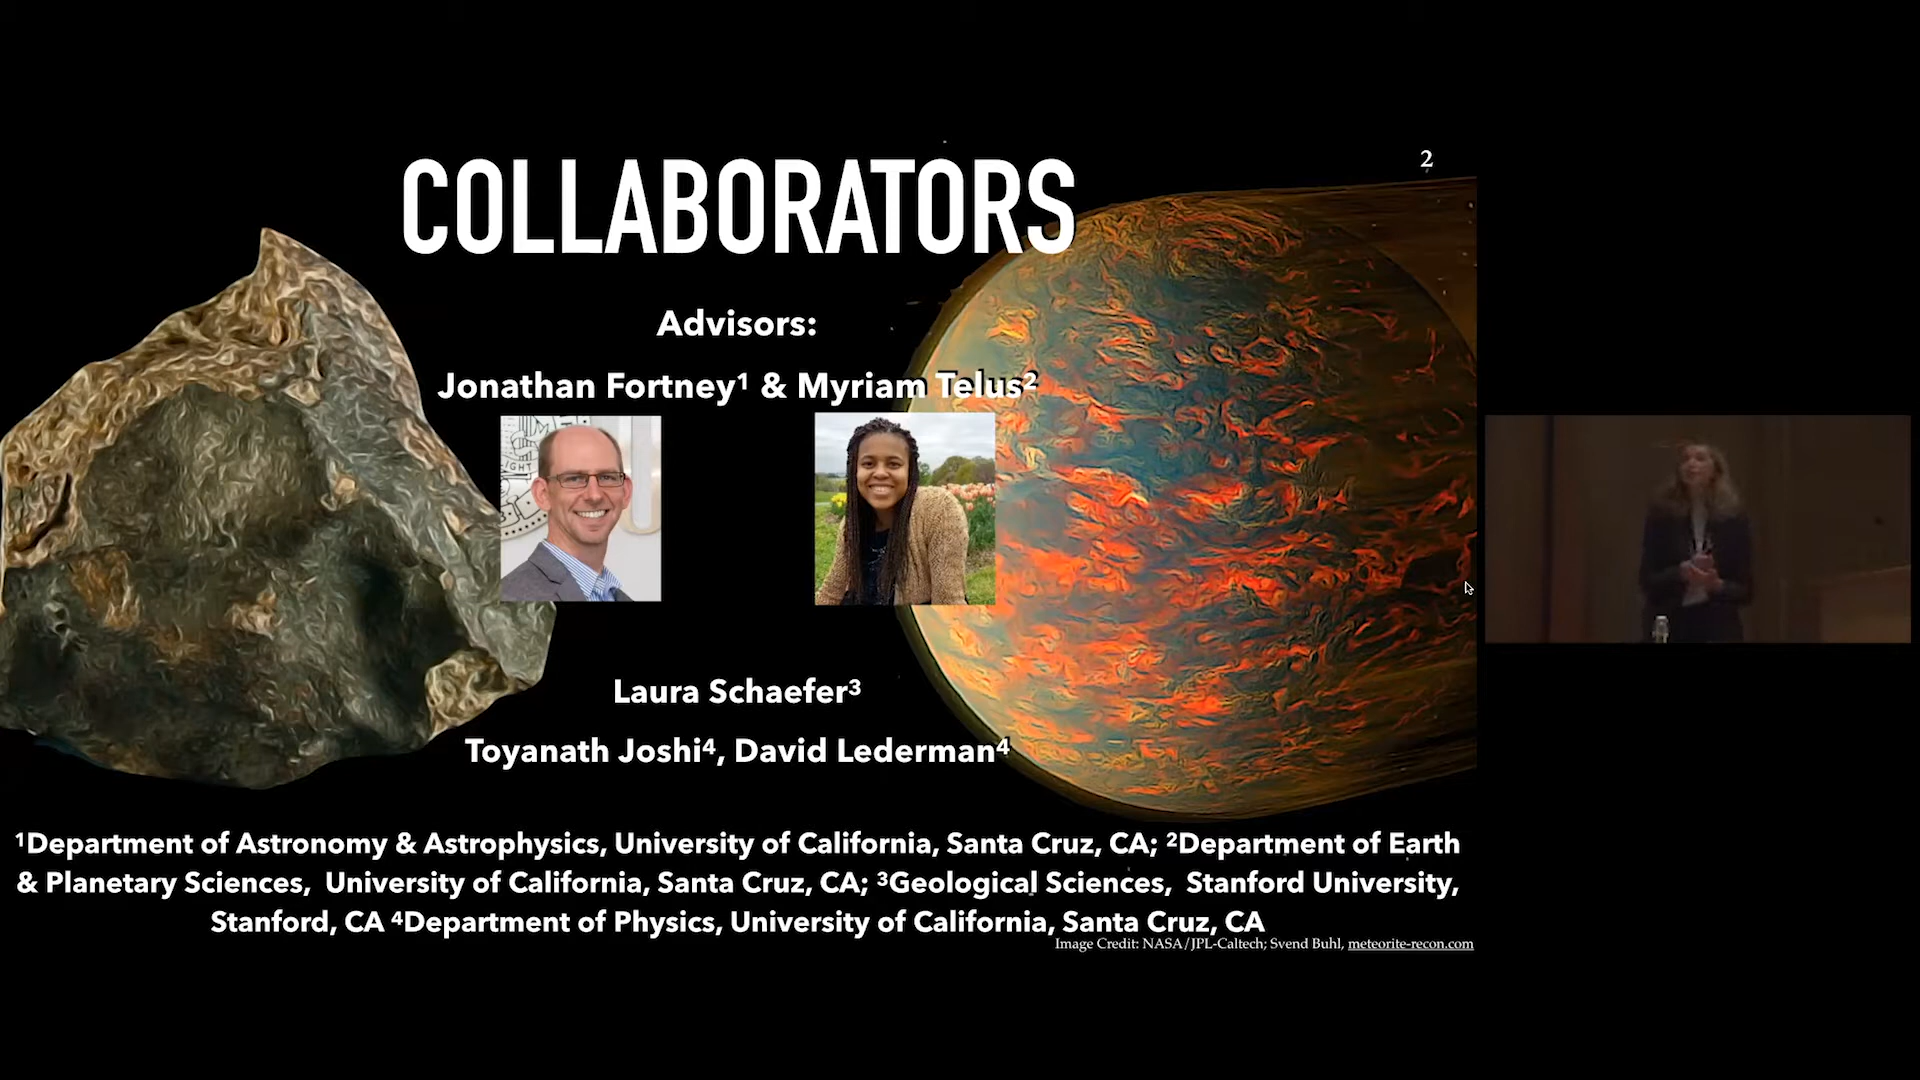 COLLABORATORS
2
Advisors:
Jonathan Fortney¹ & Myriam Telus²
LIGHT
Laura Schaefer³
Toyanath Joshi⁴, David Lederman⁴
¹Department of Astronomy & Astrophysics, University of California, Santa Cruz, CA; ²Department of Earth
& Planetary Sciences, University of California, Santa Cruz, CA; ³Geological Sciences, Stanford University,
Stanford, CA ⁴Department of Physics, University of California, Santa Cruz, CA
Image Credit: NASA/JPL-Caltech; Svend Buhl, meteorite-recon.com